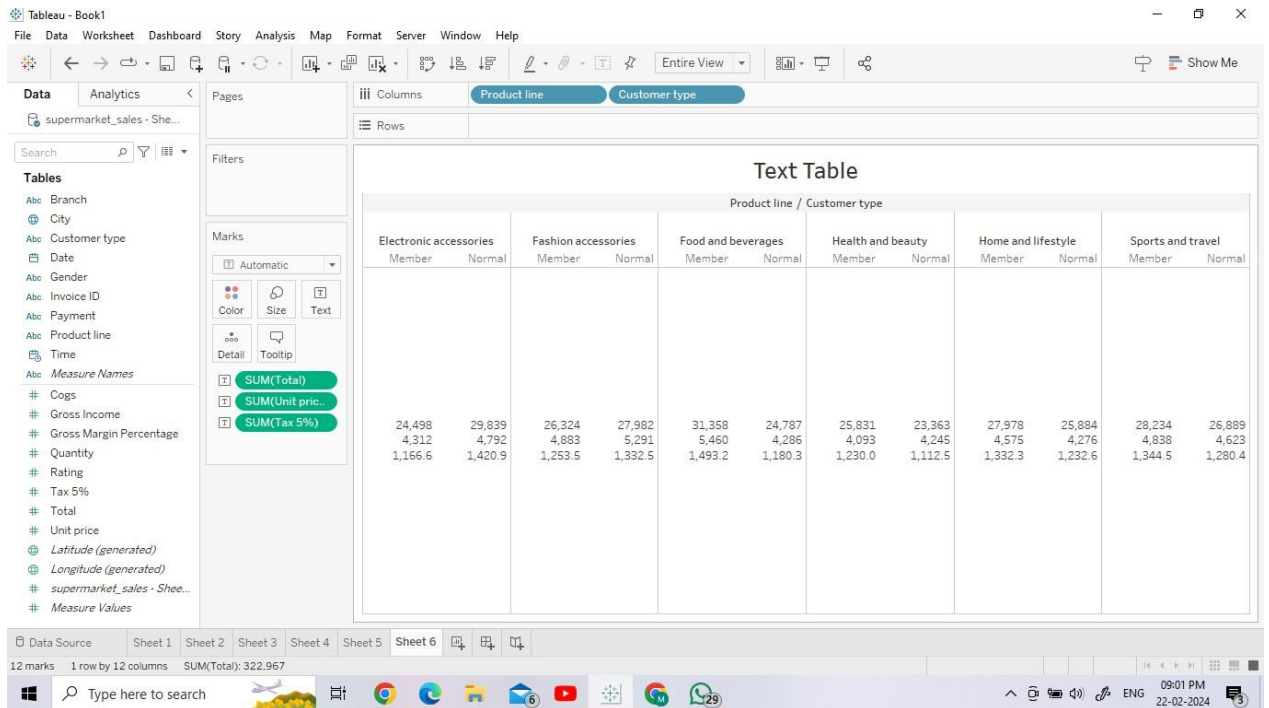 Tableau - Book1
File Data Worksheet Dashboard Story Analysis Map Format Server Window Help
Entire View
Show Me
Data Analytics
supermarket_sales - She...
Search
Tables
Abc Branch
City
Abc Customer type
Date
Abc Gender
Abc Invoice ID
Abc Payment
Abc Product line
Time
Abc Measure Names
# Cogs
# Gross Income
# Gross Margin Percentage
# Quantity
# Rating
# Tax 5%
# Total
# Unit price
Latitude (generated)
Longitude (generated)
# supermarket_sales - Shee...
# Measure Values
Pages
Filters
Marks
T Automatic
Color Size Text
Detail Tooltip
T SUM(Total)
T SUM(Unit pric..
T SUM(Tax 5%)
iii Columns Product line Customer type
Rows
Text Table
Product line / Customer type
Electronic accessories Fashion accessories Food and beverages Health and beauty Home and lifestyle Sports and travel
Member Normal Member Normal Member Normal Member Normal Member Normal Member Normal
24,498 29,839 26,324 27,982 31,358 24,787 25,831 23,363 27,978 25,884 28,234 26,889
4,312 4,792 4,883 5,291 5,460 4,286 4,093 4,245 4,575 4,276 4,838 4,623
1,166.6 1,420.9 1,253.5 1,332.5 1,493.2 1,180.3 1,230.0 1,112.5 1,332.3 1,232.6 1,344.5 1,280.4
Data Source Sheet 1 Sheet 2 Sheet 3 Sheet 4 Sheet 5 Sheet 6
12 marks 1 row by 12 columns SUM(Total): 322,967
Type here to search
6
M
29
ENG
09:01 PM
22-02-2024
3